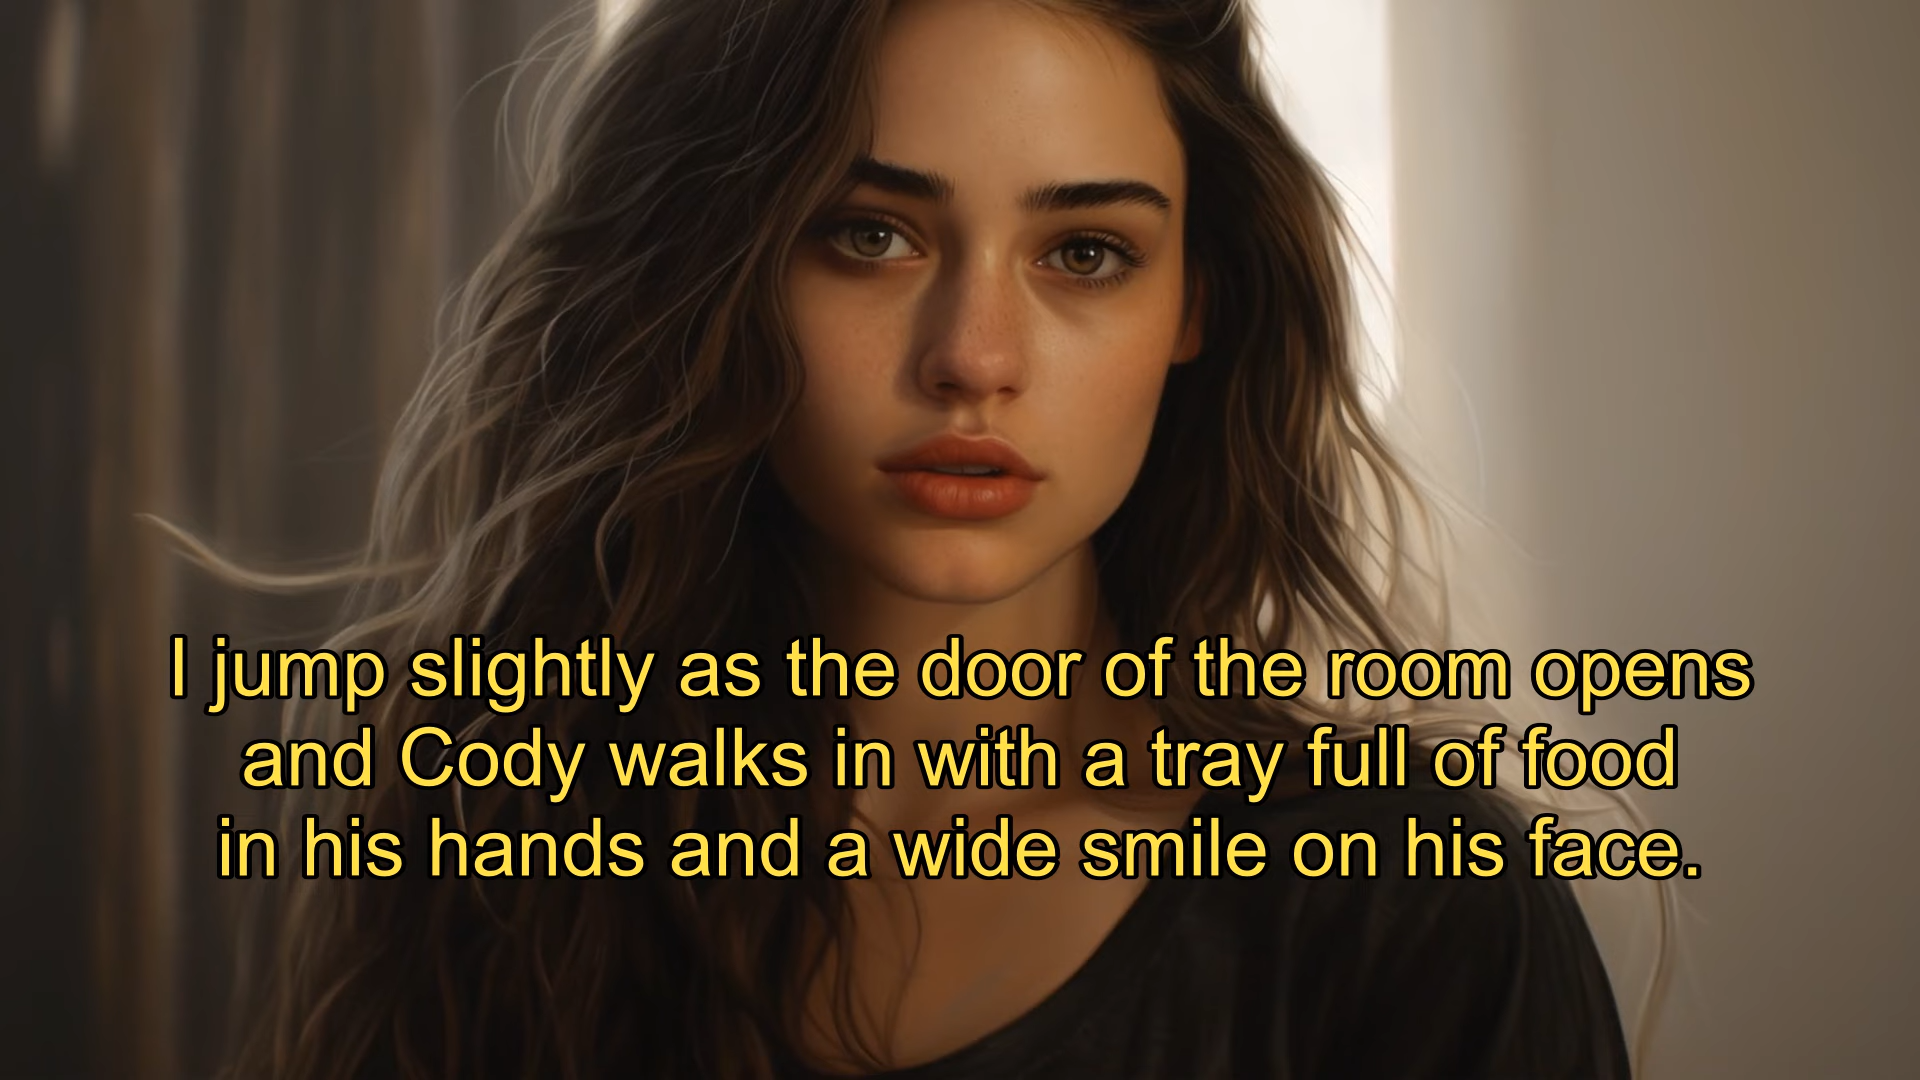 I jump slightly as the door of the room opens
and Cody walks in with a tray full of food
in his hands and a wide smile on his face.